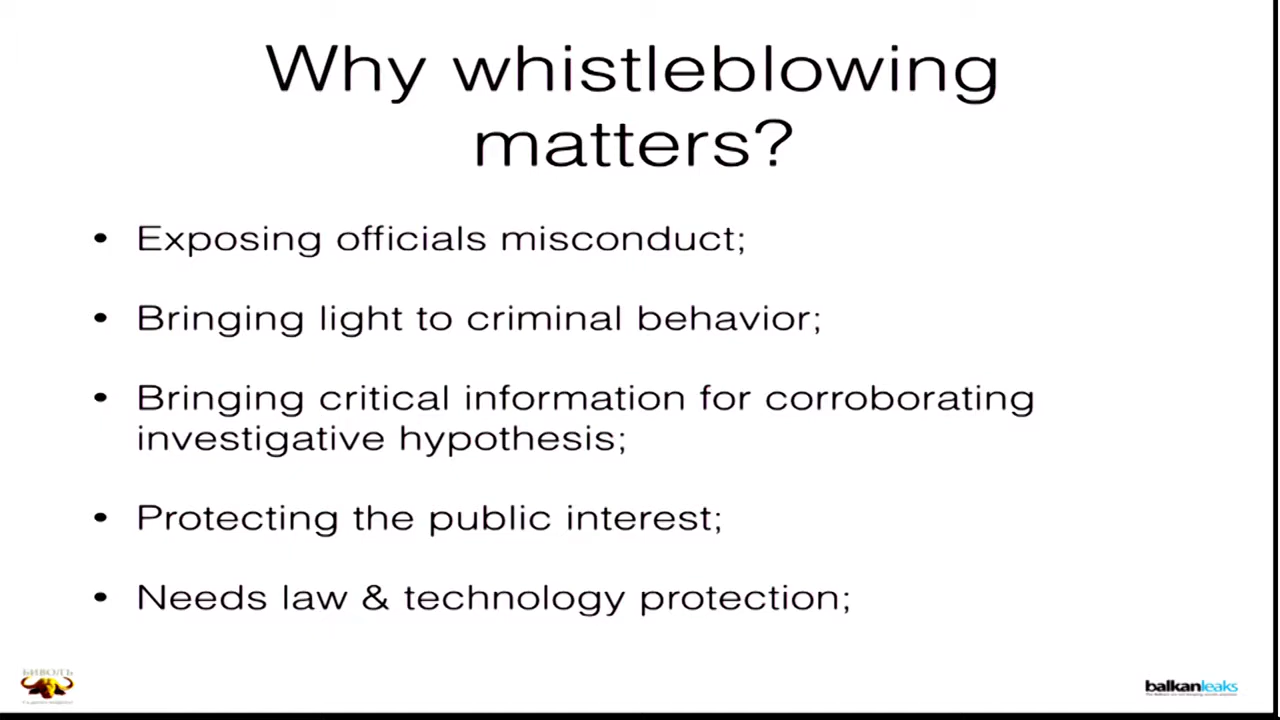 Why whistleblowing
matters?
• Exposing officials misconduct;
• Bringing light to criminal behavior;
• Bringing critical information for corroborating
investigative hypothesis;
• Protecting the public interest;
• Needs law & technology protection;
БИВОЛЪ
balkanleaks